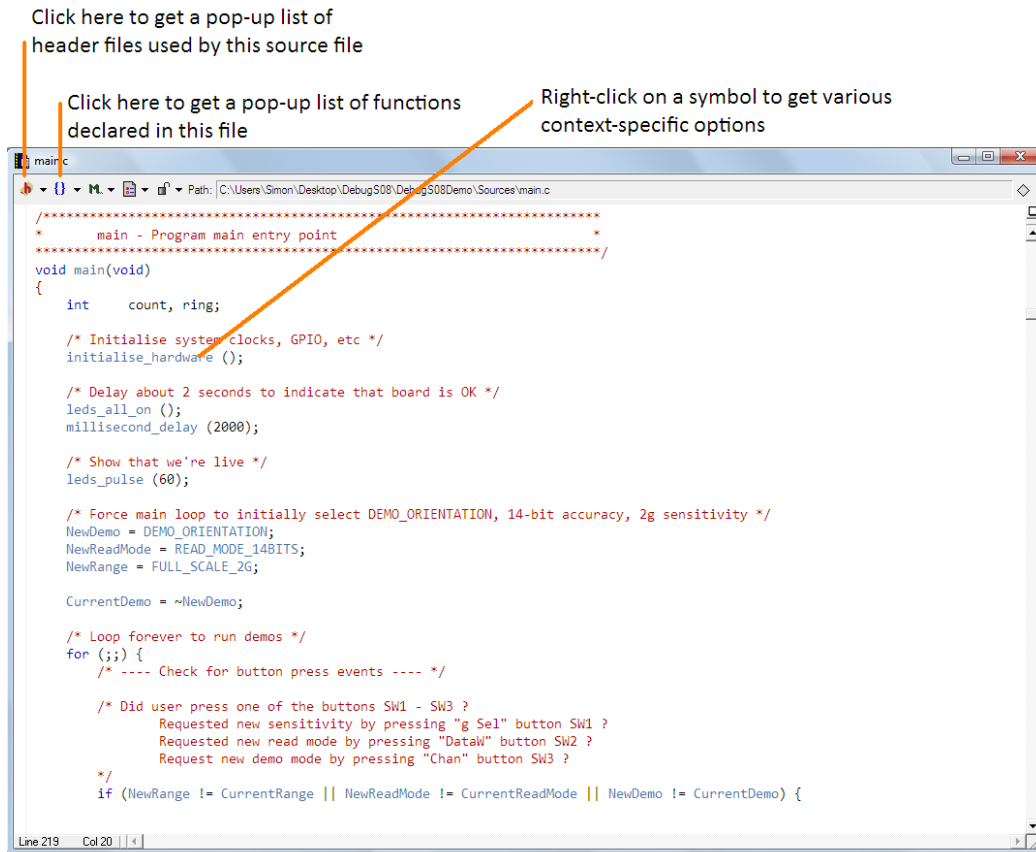 Click here to get a pop-up list of
header files used by this source file
Click here to get a pop-up list of functions
declared in this file
Right-click on a symbol to get various
context-specific options
main.c
h {} M. Path: C:\Users\Simon\Desktop\DebugS08\DebugS08Demo\Sources\main.c
/************************************************************************
*       main - Program main entry point                                 *
************************************************************************/
void main(void)
{
    int     count, ring;
    /* Initialise system clocks, GPIO, etc */
    initialise_hardware ();
    /* Delay about 2 seconds to indicate that board is OK */
    leds_all_on ();
    millisecond_delay (2000);
    /* Show that we're live */
    leds_pulse (60);
    /* Force main loop to initially select DEMO_ORIENTATION, 14-bit accuracy, 2g sensitivity */
    NewDemo = DEMO_ORIENTATION;
    NewReadMode = READ_MODE_14BITS;
    NewRange = FULL_SCALE_2G;
    CurrentDemo = ~NewDemo;
    /* Loop forever to run demos */
    for (;;) {
        /* ---- Check for button press events ---- */
        /* Did user press one of the buttons SW1 - SW3 ?
                Requested new sensitivity by pressing "g Sel" button SW1 ?
                Requested new read mode by pressing "DataW" button SW2 ?
                Request new demo mode by pressing "Chan" button SW3 ?
        */
        if (NewRange != CurrentRange || NewReadMode != CurrentReadMode || NewDemo != CurrentDemo) {
Line 219 Col 20